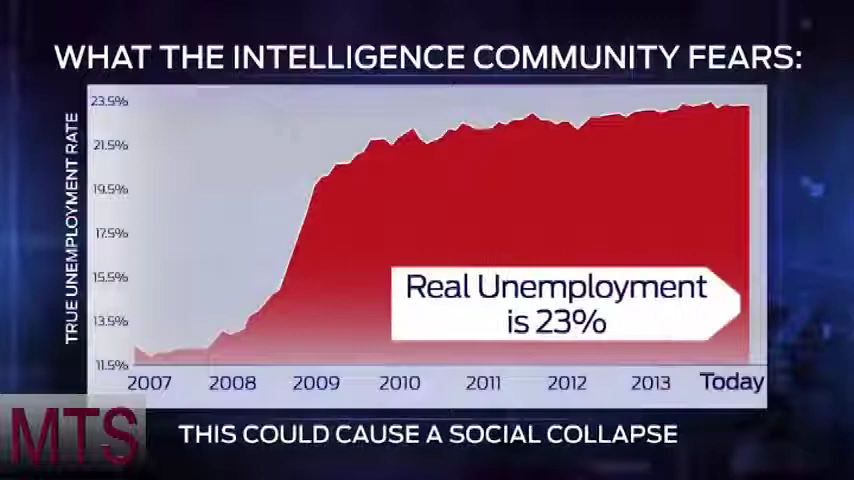 WHAT THE INTELLIGENCE COMMUNITY FEARS:
TRUE UNEMPLOYMENT RATE
23.5%
21.5%
19.5%
17.5%
15.5%
13.5%
11.5%
Real Unemployment
is 23%
2007 2008 2009 2010 2011 2012 2013 Today
MTS
THIS COULD CAUSE A SOCIAL COLLAPSE